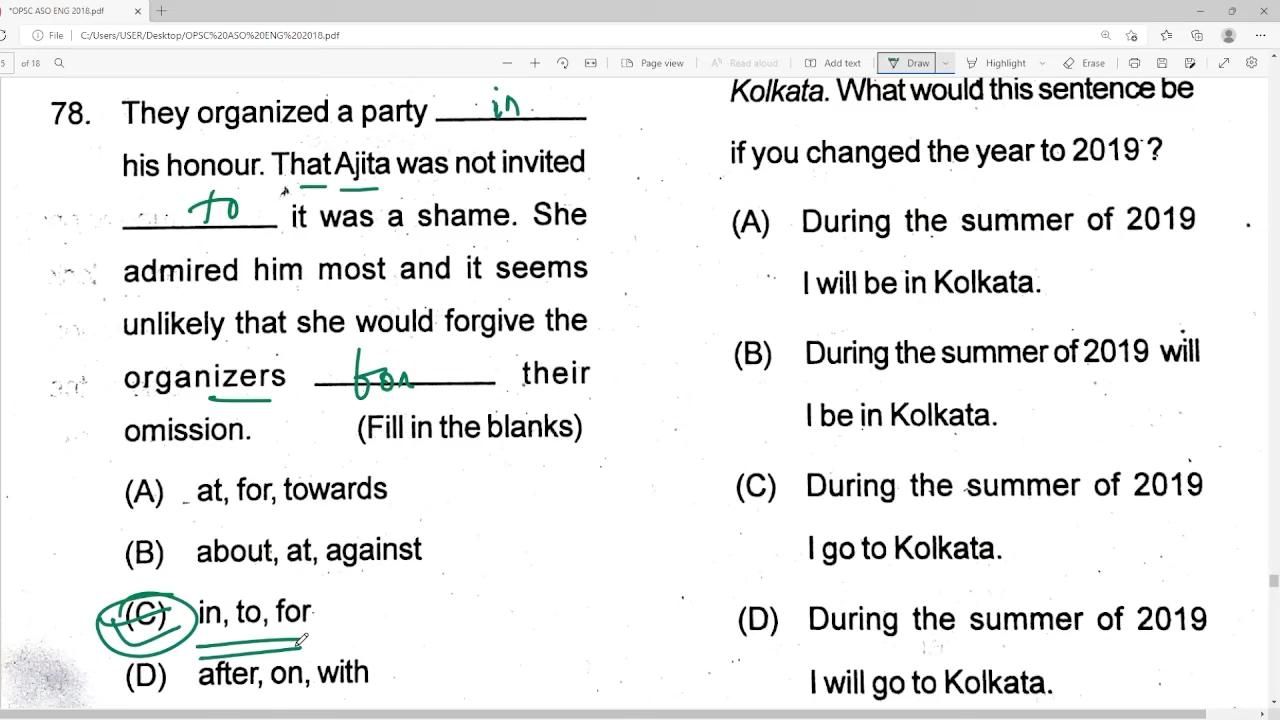 *OPSC ASO ENG 2018.pdf
File
C:/Users/USER/Desktop/OPSC%20ASO%20ENG%202018.pdf
5 of 18
Page view
Read aloud
Add text
Draw
Highlight
Erase
78. They organized a party in
his honour. That Ajita was not invited
to it was a shame. She
admired him most and it seems
unlikely that she would forgive the
organizers for their
omission. (Fill in the blanks)
(A) at, for, towards
(B) about, at, against
(C) in, to, for
(D) after, on, with
Kolkata. What would this sentence be
if you changed the year to 2019 ?
(A) During the summer of 2019
I will be in Kolkata.
(B) During the summer of 2019 will
I be in Kolkata.
(C) During the summer of 2019
I go to Kolkata.
(D) During the summer of 2019
I will go to Kolkata.